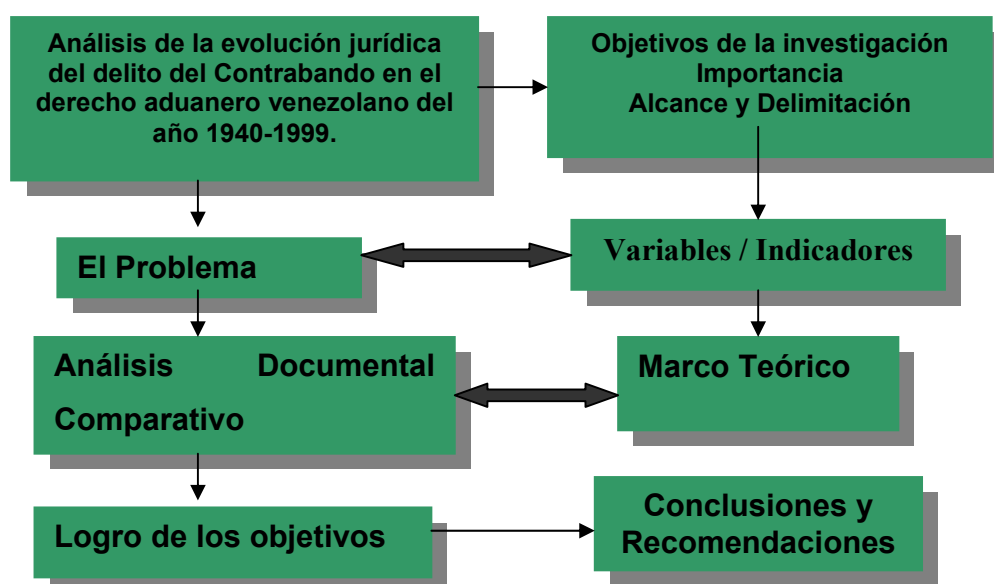 Análisis de la evolución jurídica
del delito del Contrabando en el
derecho aduanero venezolano del
año 1940-1999.
Objetivos de la investigación
Importancia
Alcance y Delimitación
El Problema
Variables / Indicadores
Análisis Documental
Comparativo
Marco Teórico
Logro de los objetivos
Conclusiones y
Recomendaciones